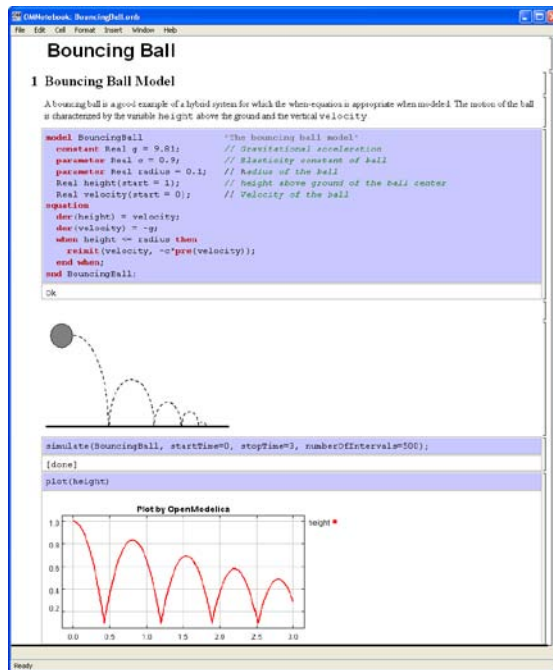 OMNotebook: BouncingBall.onb
File Edit Cell Format Insert Window Help
Bouncing Ball
1 Bouncing Ball Model
A bouncing ball is a good example of a hybrid system for which the when-equation is appropriate when modeled. The motion of the ball
is characterized by the variable height above the ground and the vertical velocity
model BouncingBall "The bouncing ball model"
constant Real g = 9.81; // Gravitational acceleration
parameter Real c = 0.9; // Elasticity constant of ball
parameter Real radius = 0.1; // Radius of the ball
Real height(start = 1); // height above ground of the ball center
Real velocity(start = 0); // Velocity of the ball
equation
der(height) = velocity;
der(velocity) = -g;
when height <= radius then
reinit(velocity, -c*pre(velocity));
end when;
end BouncingBall;
Ok
simulate(BouncingBall, startTime=0, stopTime=3, numberOfIntervals=500);
[done]
plot(height)
Plot by OpenModelica
height
1.0
0.8
0.6
0.4
0.2
0.0 0.5 1.0 1.5 2.0 2.5 3.0
Ready